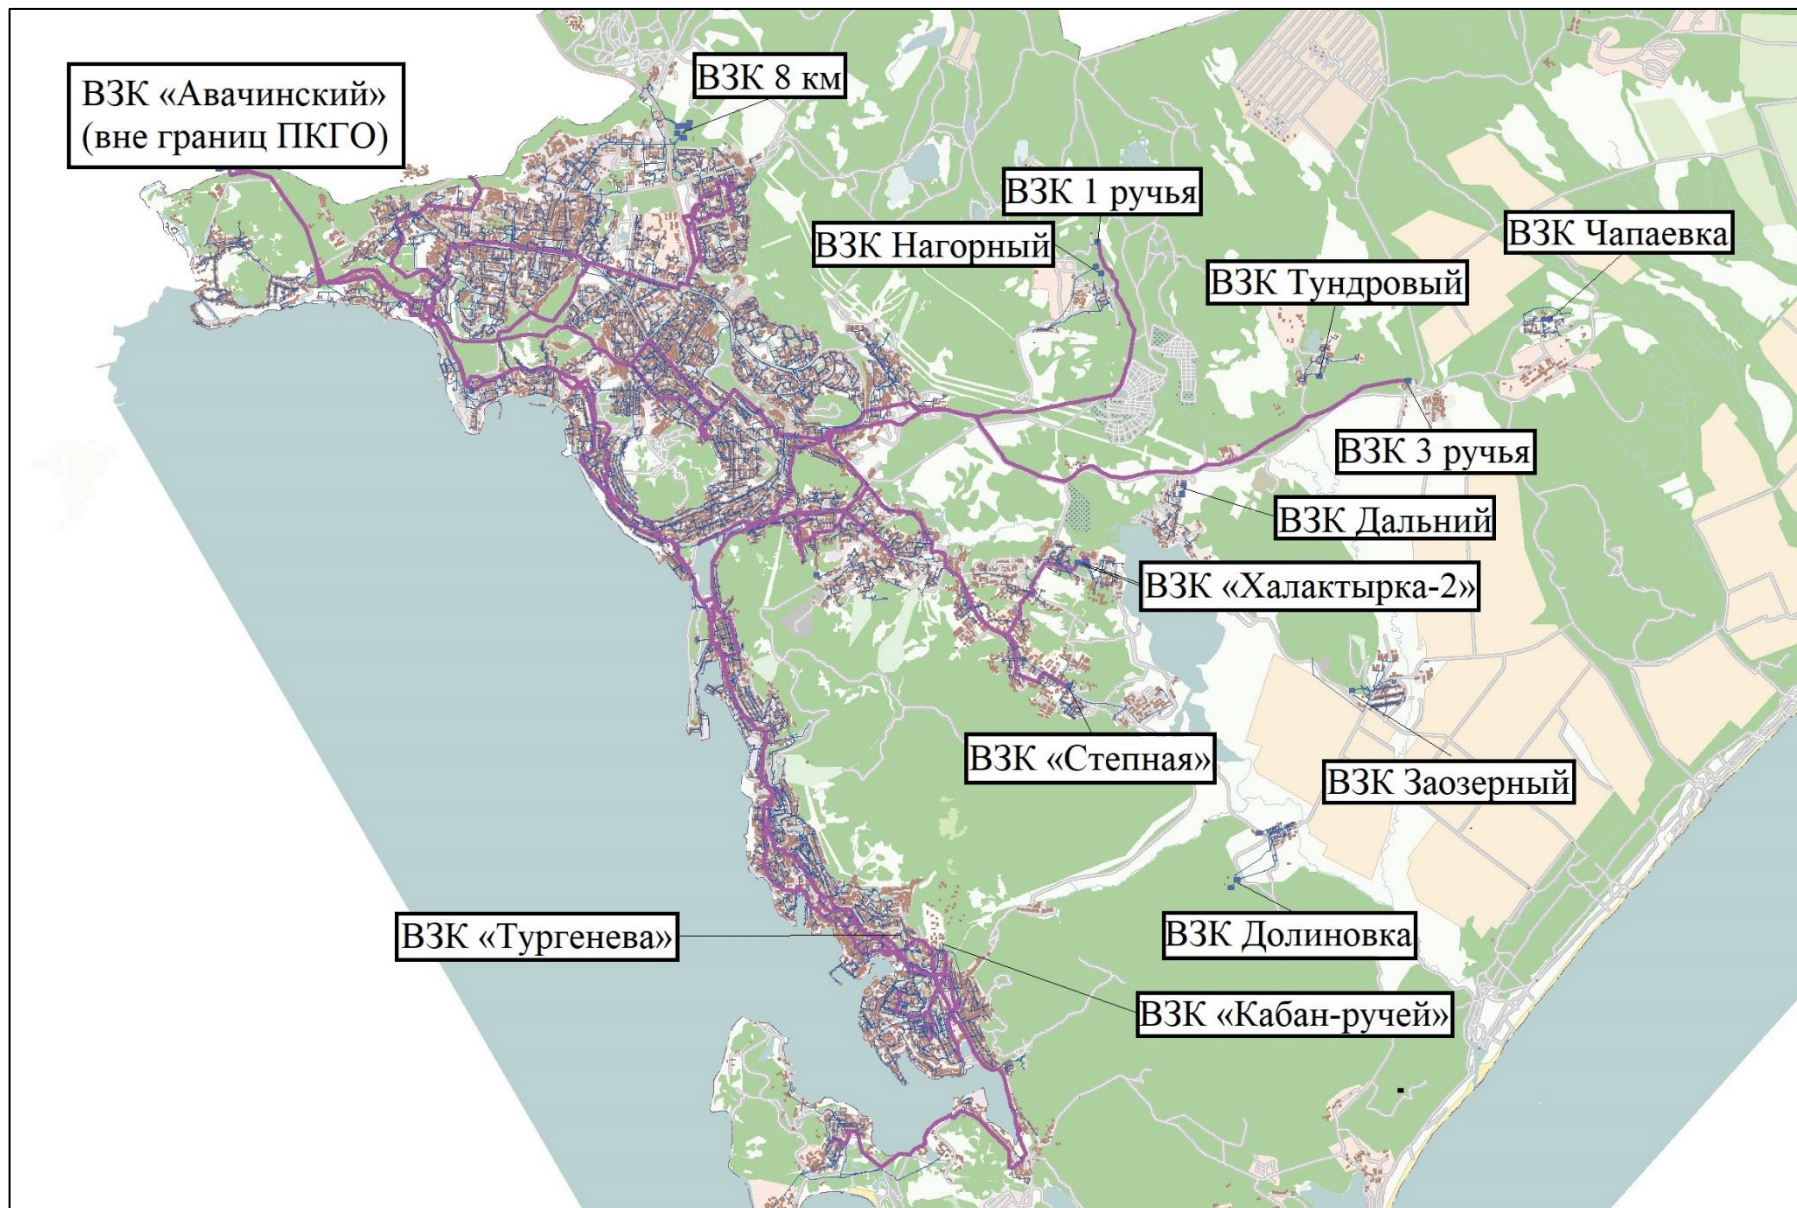 ВЗК «Авачинский»
(вне границ ПКГО)
ВЗК 8 км
ВЗК 1 ручья
ВЗК Нагорный
ВЗК Чапаевка
ВЗК Тундровый
ВЗК 3 ручья
ВЗК Дальний
ВЗК «Халактырка-2»
ВЗК «Степная»
ВЗК Заозерный
ВЗК «Тургенева»
ВЗК Долиновка
ВЗК «Кабан-ручей»